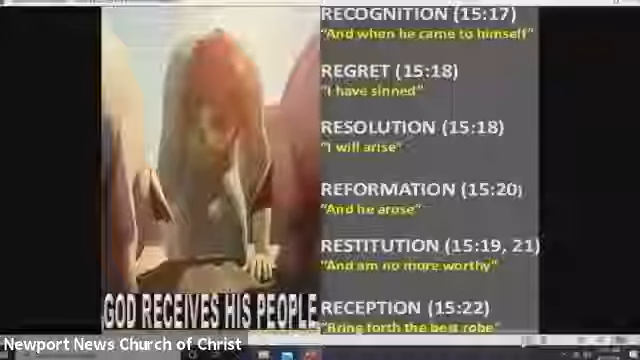 RECOGNITION (15:17)
"And when he came to himself"
REGRET (15:18)
"I have sinned"
RESOLUTION (15:18)
"I will arise"
REFORMATION (15:20)
"And he arose"
RESTITUTION (15:19, 21)
"And am no more worthy"
RECEPTION (15:22)
"Bring forth the best robe"
GOD RECEIVES HIS PEOPLE
Newport News Church of Christ